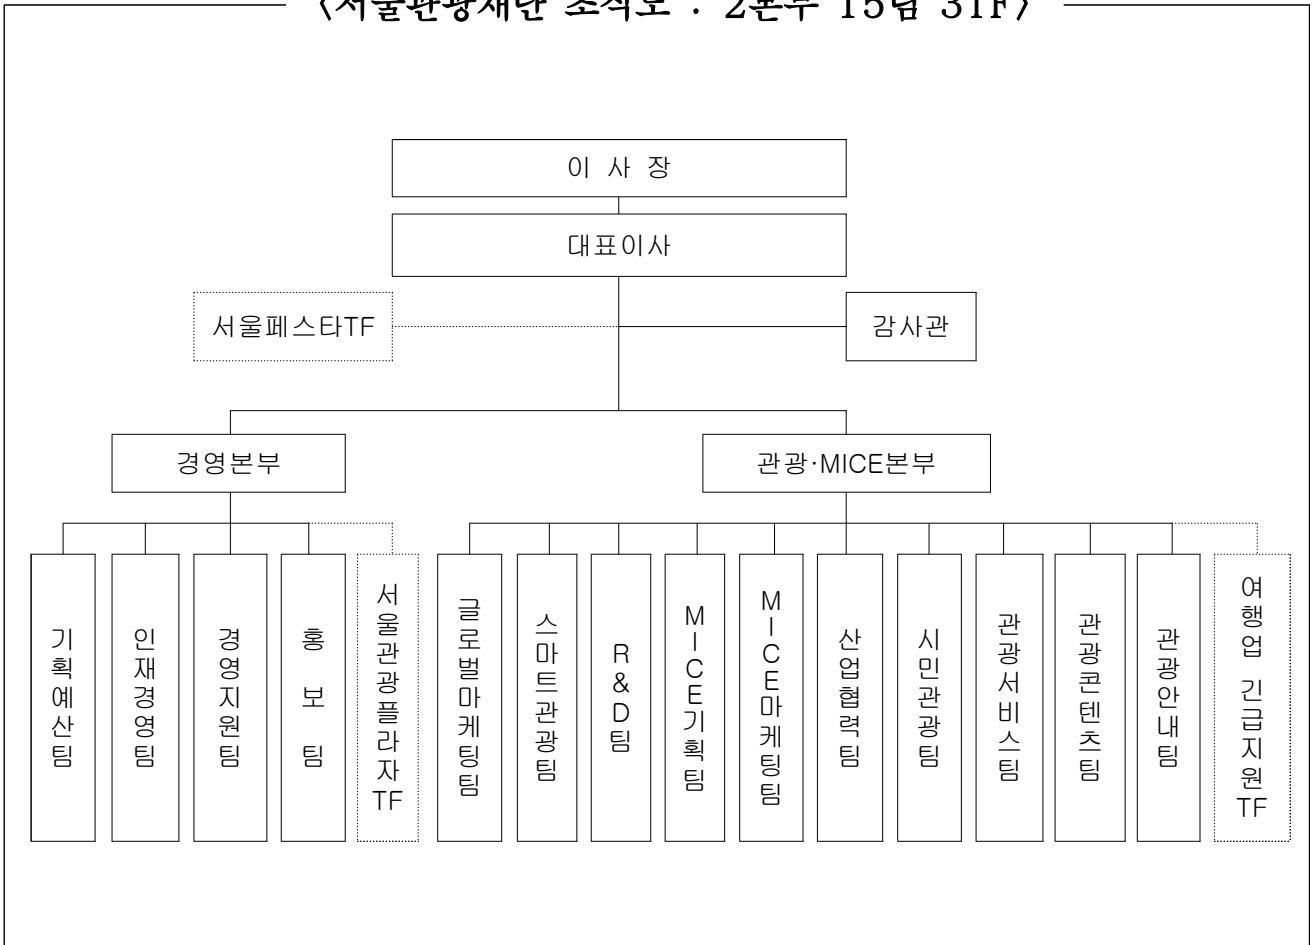 〈서울관광재단 조직도 : 2본부 15팀 3TF〉
이 사 장
대표이사
서울페스타TF
감사관
경영본부
관광·MICE본부
기획예산팀
인재경영팀
경영지원팀
홍 보 팀
서울관광플라자TF
글로벌마케팅팀
스마트관광팀
R&D팀
MICE기획팀
MICE마케팅팀
산업협력팀
시민관광팀
관광서비스팀
관광콘텐츠팀
관광안내팀
여행업 긴급지원TF